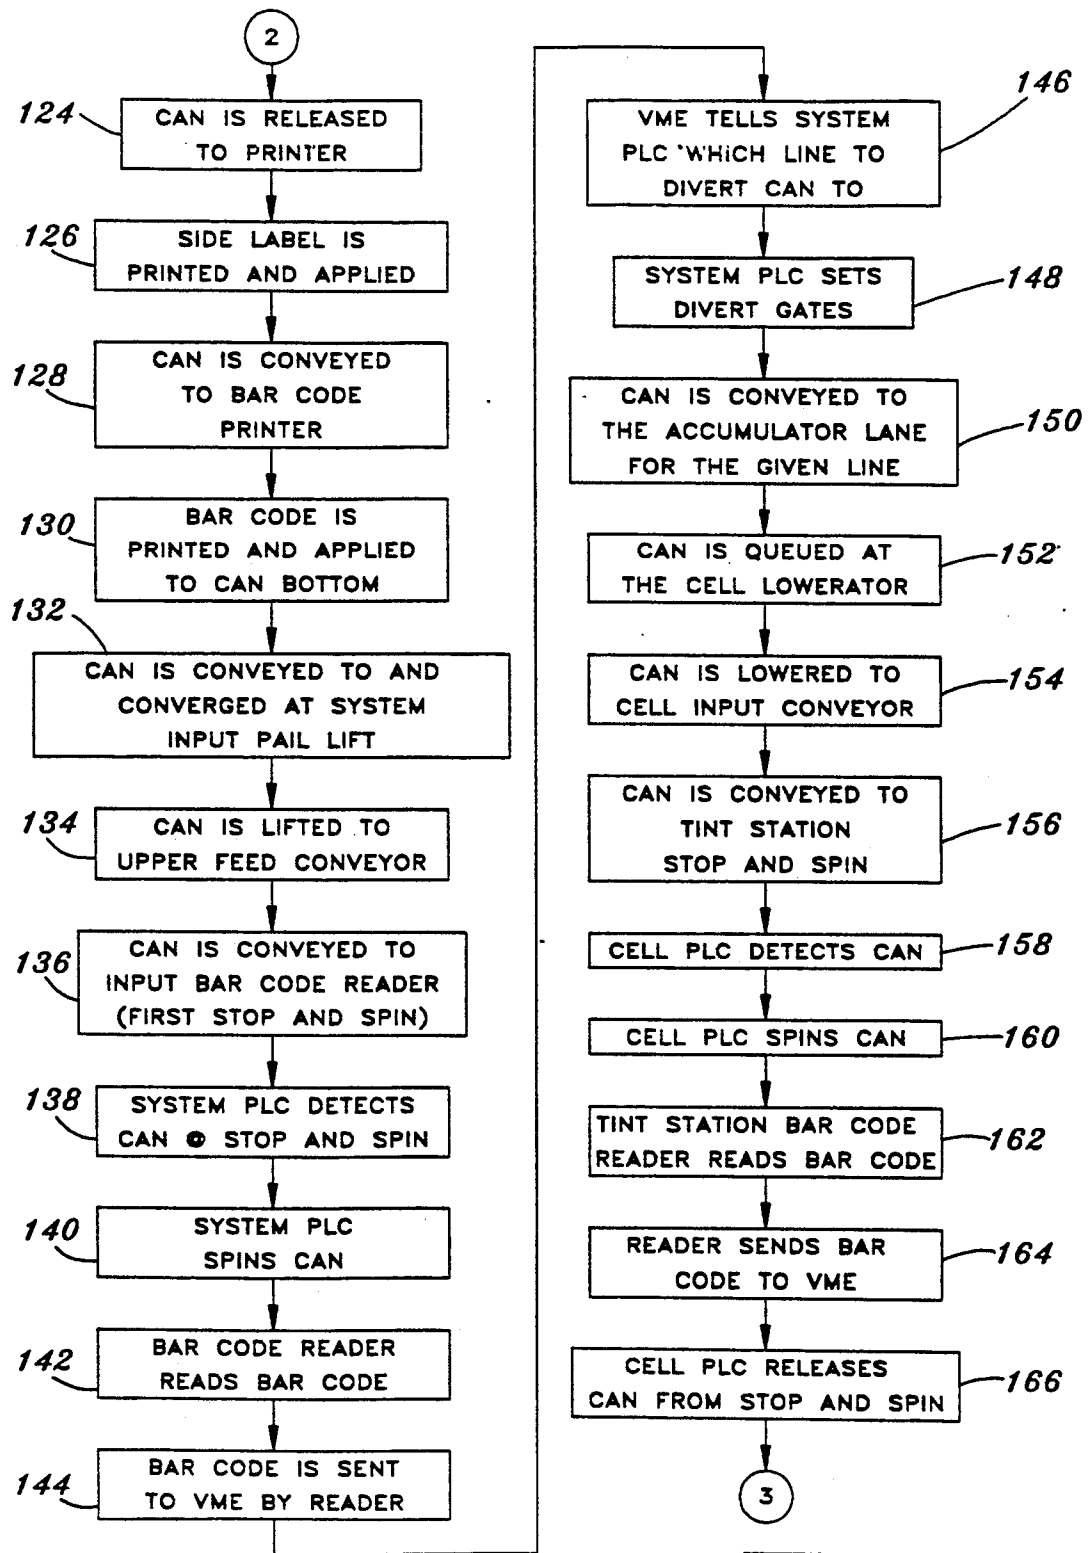 2
124
CAN IS RELEASED
TO PRINTER
126
SIDE LABEL IS
PRINTED AND APPLIED
128
CAN IS CONVEYED
TO BAR CODE
PRINTER
130
BAR CODE IS
PRINTED AND APPLIED
TO CAN BOTTOM
132
CAN IS CONVEYED TO AND
CONVERGED AT SYSTEM
INPUT PAIL LIFT
134
CAN IS LIFTED TO
UPPER FEED CONVEYOR
136
CAN IS CONVEYED TO
INPUT BAR CODE READER
(FIRST STOP AND SPIN)
138
SYSTEM PLC DETECTS
CAN @ STOP AND SPIN
140
SYSTEM PLC
SPINS CAN
142
BAR CODE READER
READS BAR CODE
144
BAR CODE IS SENT
TO VME BY READER
146
VME TELLS SYSTEM
PLC WHICH LINE TO
DIVERT CAN TO
148
SYSTEM PLC SETS
DIVERT GATES
150
CAN IS CONVEYED TO
THE ACCUMULATOR LANE
FOR THE GIVEN LINE
152
CAN IS QUEUED AT
THE CELL LOWERATOR
154
CAN IS LOWERED TO
CELL INPUT CONVEYOR
156
CAN IS CONVEYED TO
TINT STATION
STOP AND SPIN
158
CELL PLC DETECTS CAN
160
CELL PLC SPINS CAN
162
TINT STATION BAR CODE
READER READS BAR CODE
164
READER SENDS BAR
CODE TO VME
166
CELL PLC RELEASES
CAN FROM STOP AND SPIN
3